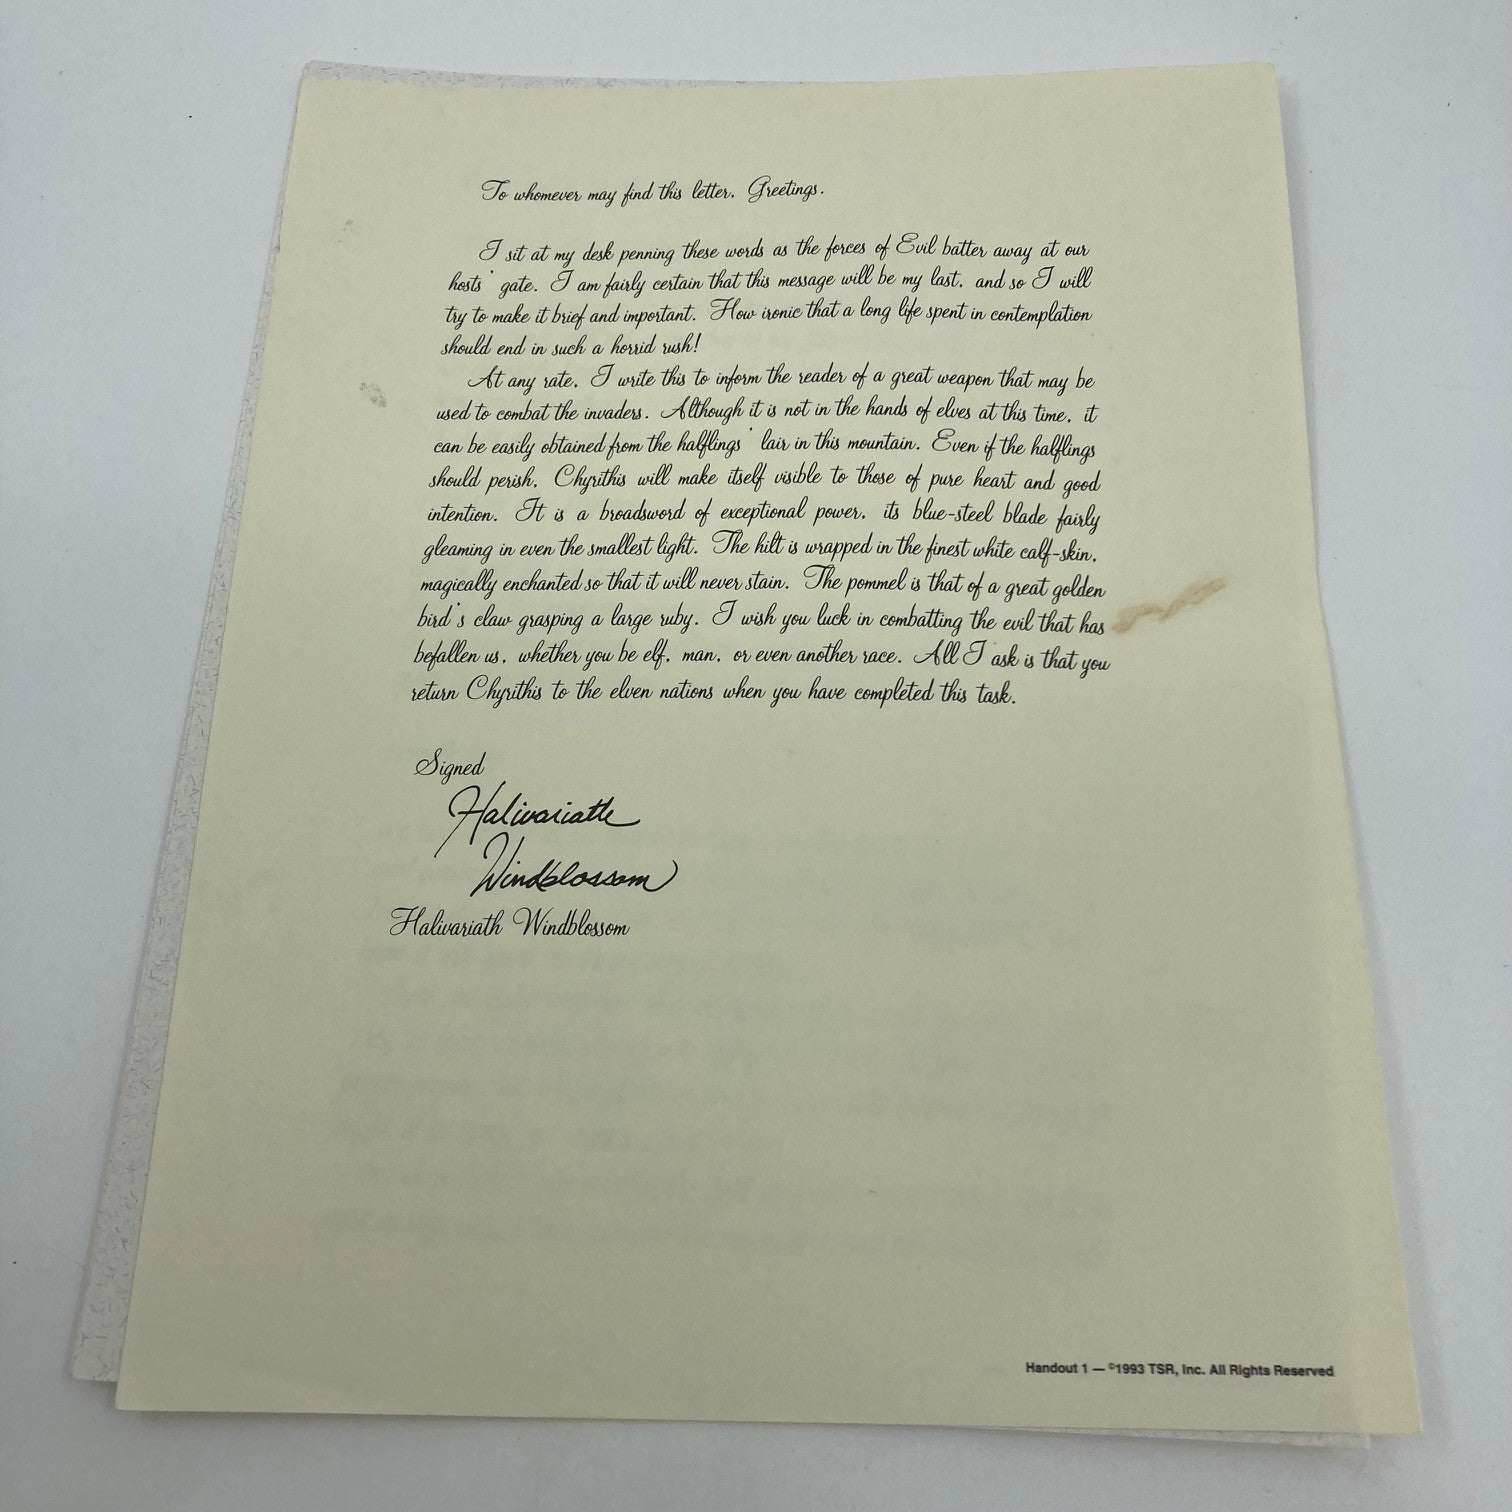 To whomever may find this letter. Greetings.
I sit at my desk penning these words as the forces of Evil batter away at our
hosts' gate. I am fairly certain that this message will be my last, and so I will
try to make it brief and important. How ironic that a long life spent in contemplation
should end in such a horrid rush!
At any rate, I write this to inform the reader of a great weapon that may be
used to combat the invaders. Although it is not in the hands of elves at this time, it
can be easily obtained from the halflings' lair in this mountain. Even if the halflings
should perish, Chyrithis will make itself visible to those of pure heart and good
intention. It is a broadsword of exceptional power, its blue-steel blade fairly
gleaming in even the smallest light. The hilt is wrapped in the finest white calf-skin,
magically enchanted so that it will never stain. The pommel is that of a great golden
bird's claw grasping a large ruby. I wish you luck in combatting the evil that has
befallen us, whether you be elf, man, or even another race. All I ask is that you
return Chyrithis to the elven nations when you have completed this task.
Signed
Halivariath
Windblossom
Halivariath Windblossom
Handout 1 — ©1993 TSR, Inc. All Rights Reserved